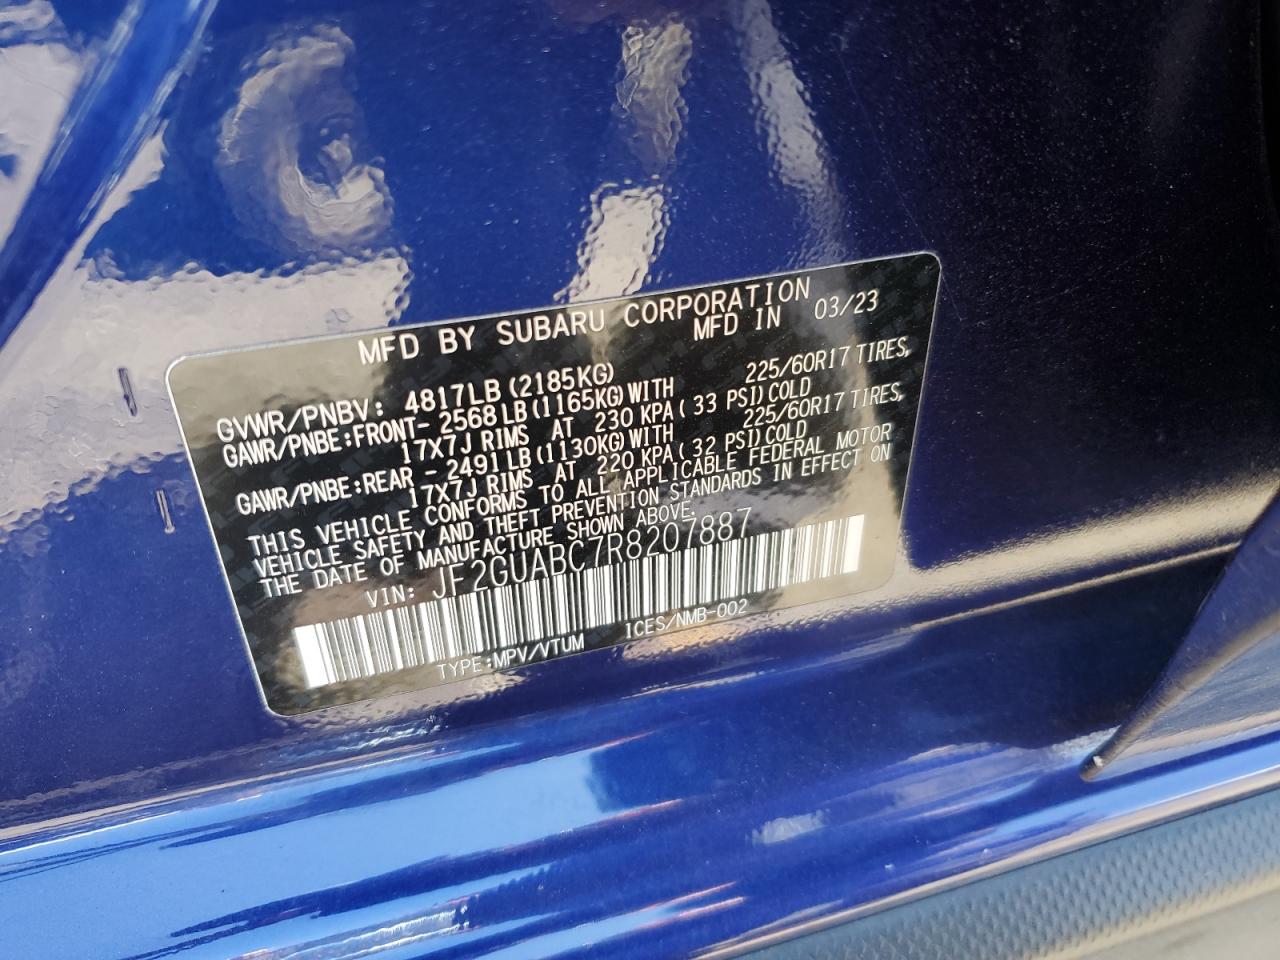 MFD BY SUBARU CORPORATION
MFD IN 03/23
GVWR/PNBV: 4817LB (2185KG)
GAWR/PNBE:FRONT- 2568LB(1165KG)WITH 225/60R17 TIRES,
17X7J RIMS AT 230 KPA( 33 PSI)COLD
GAWR/PNBE:REAR - 2491LB(1130KG)WITH 225/60R17 TIRES,
17X7J RIMS AT 220 KPA( 32 PSI)COLD
THIS VEHICLE CONFORMS TO ALL APPLICABLE FEDERAL MOTOR
VEHICLE SAFETY AND THEFT PREVENTION STANDARDS IN EFFECT ON
THE DATE OF MANUFACTURE SHOWN ABOVE.
VIN: JF2GUABC7R8207887
TYPE:MPV/VTUM ICES/NMB-002